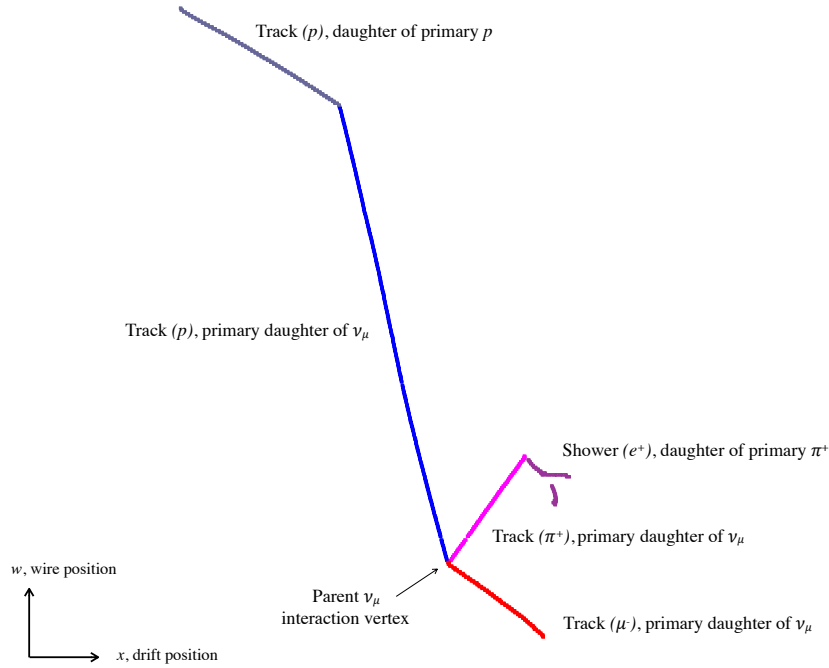 Track (p), daughter of primary p
Track (p), primary daughter of νμ
Shower (e⁺), daughter of primary π⁺
Track (π⁺), primary daughter of νμ
w, wire position
Parent νμ
interaction vertex
Track (μ⁻), primary daughter of νμ
x, drift position